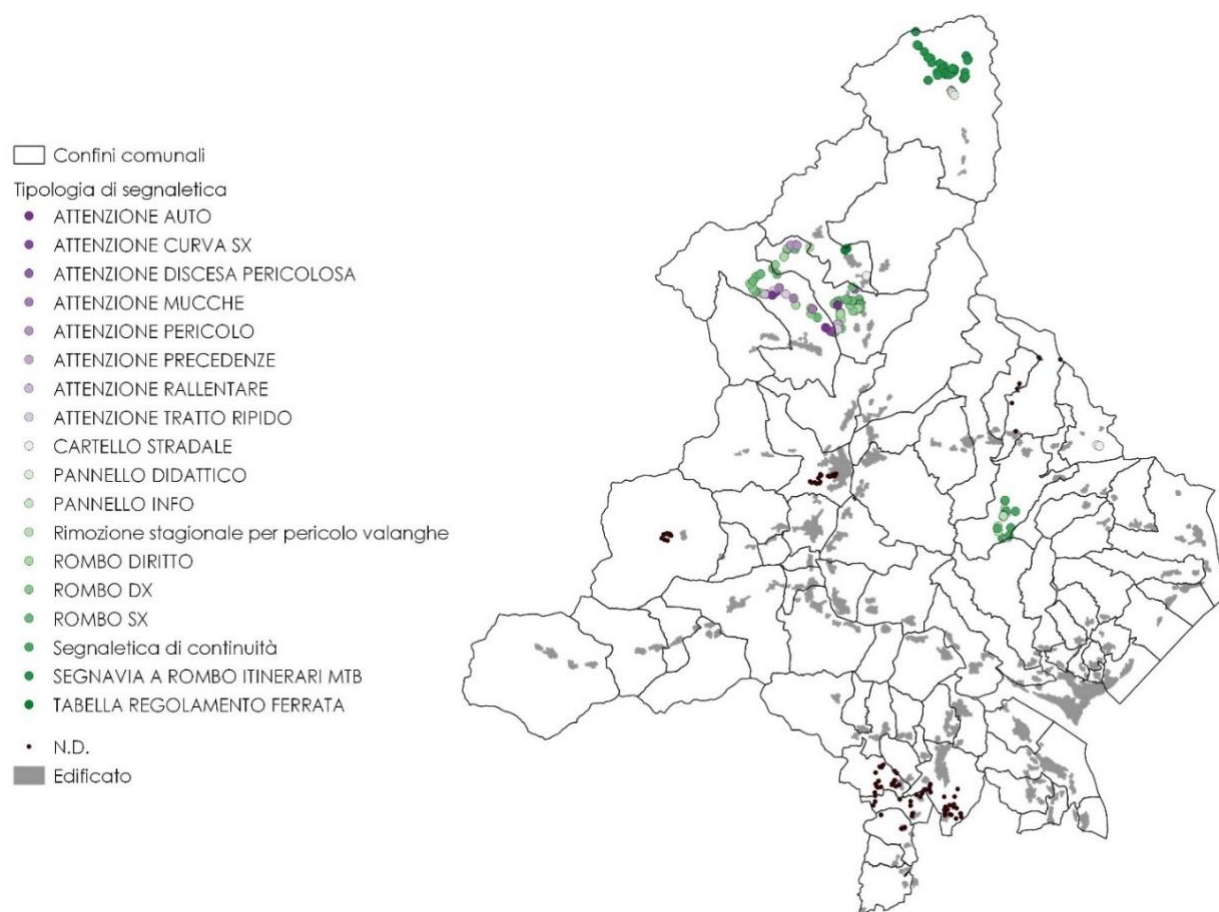 Confini comunali
Tipologia di segnaletica
ATTENZIONE AUTO
ATTENZIONE CURVA SX
ATTENZIONE DISCESA PERICOLOSA
ATTENZIONE MUCCHE
ATTENZIONE PERICOLO
ATTENZIONE PRECEDENZE
ATTENZIONE RALLENTARE
ATTENZIONE TRATTO RIPIDO
CARTELLO STRADALE
PANNELLO DIDATTICO
PANNELLO INFO
Rimozione stagionale per pericolo valanghe
ROMBO DIRITTO
ROMBO DX
ROMBO SX
Segnaletica di continuità
SEGNAVIA A ROMBO ITINERARI MTB
TABELLA REGOLAMENTO FERRATA
N.D.
Edificato